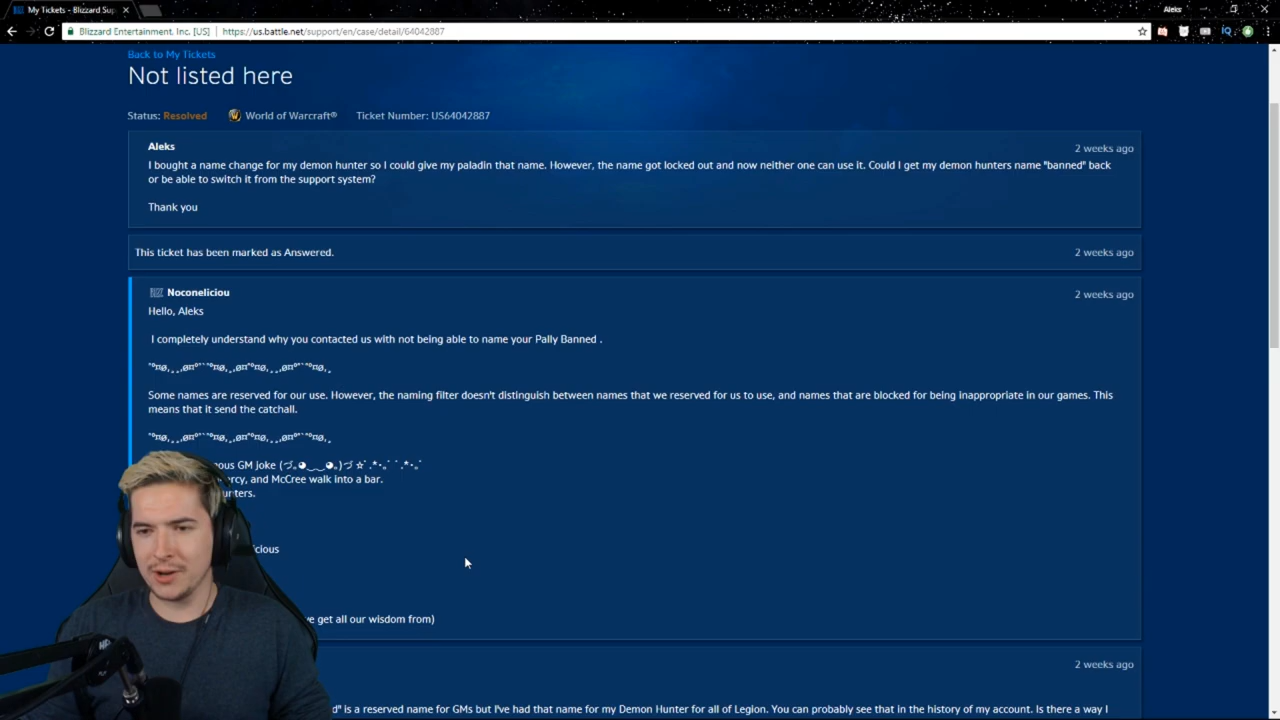 My Tickets - Blizzard Sup
Aleks
Blizzard Entertainment, Inc. [US] https://us.battle.net/support/en/case/detail/64042887
Back to My Tickets
Not listed here
Status: Resolved World of Warcraft® Ticket Number: US64042887
Aleks
2 weeks ago
I bought a name change for my demon hunter so I could give my paladin that name. However, the name got locked out and now neither one can use it. Could I get my demon hunters name "banned" back
or be able to switch it from the support system?
Thank you
This ticket has been marked as Answered.
2 weeks ago
Noconeliciou
2 weeks ago
Hello, Aleks
I completely understand why you contacted us with not being able to name your Pally Banned .
Some names are reserved for our use. However, the naming filter doesn't distinguish between names that we reserved for us to use, and names that are blocked for being inappropriate in our games. This
means that it send the catchall.
GM Joke (づ｡◕‿‿◕｡)づ ☆ﾟ.*･｡ﾟ
and McCree walk into a bar.
get all our wisdom from)
2 weeks ago
is a reserved name for GMs but I've had that name for my Demon Hunter for all of Legion. You can probably see that in the history of my account. Is there a way I